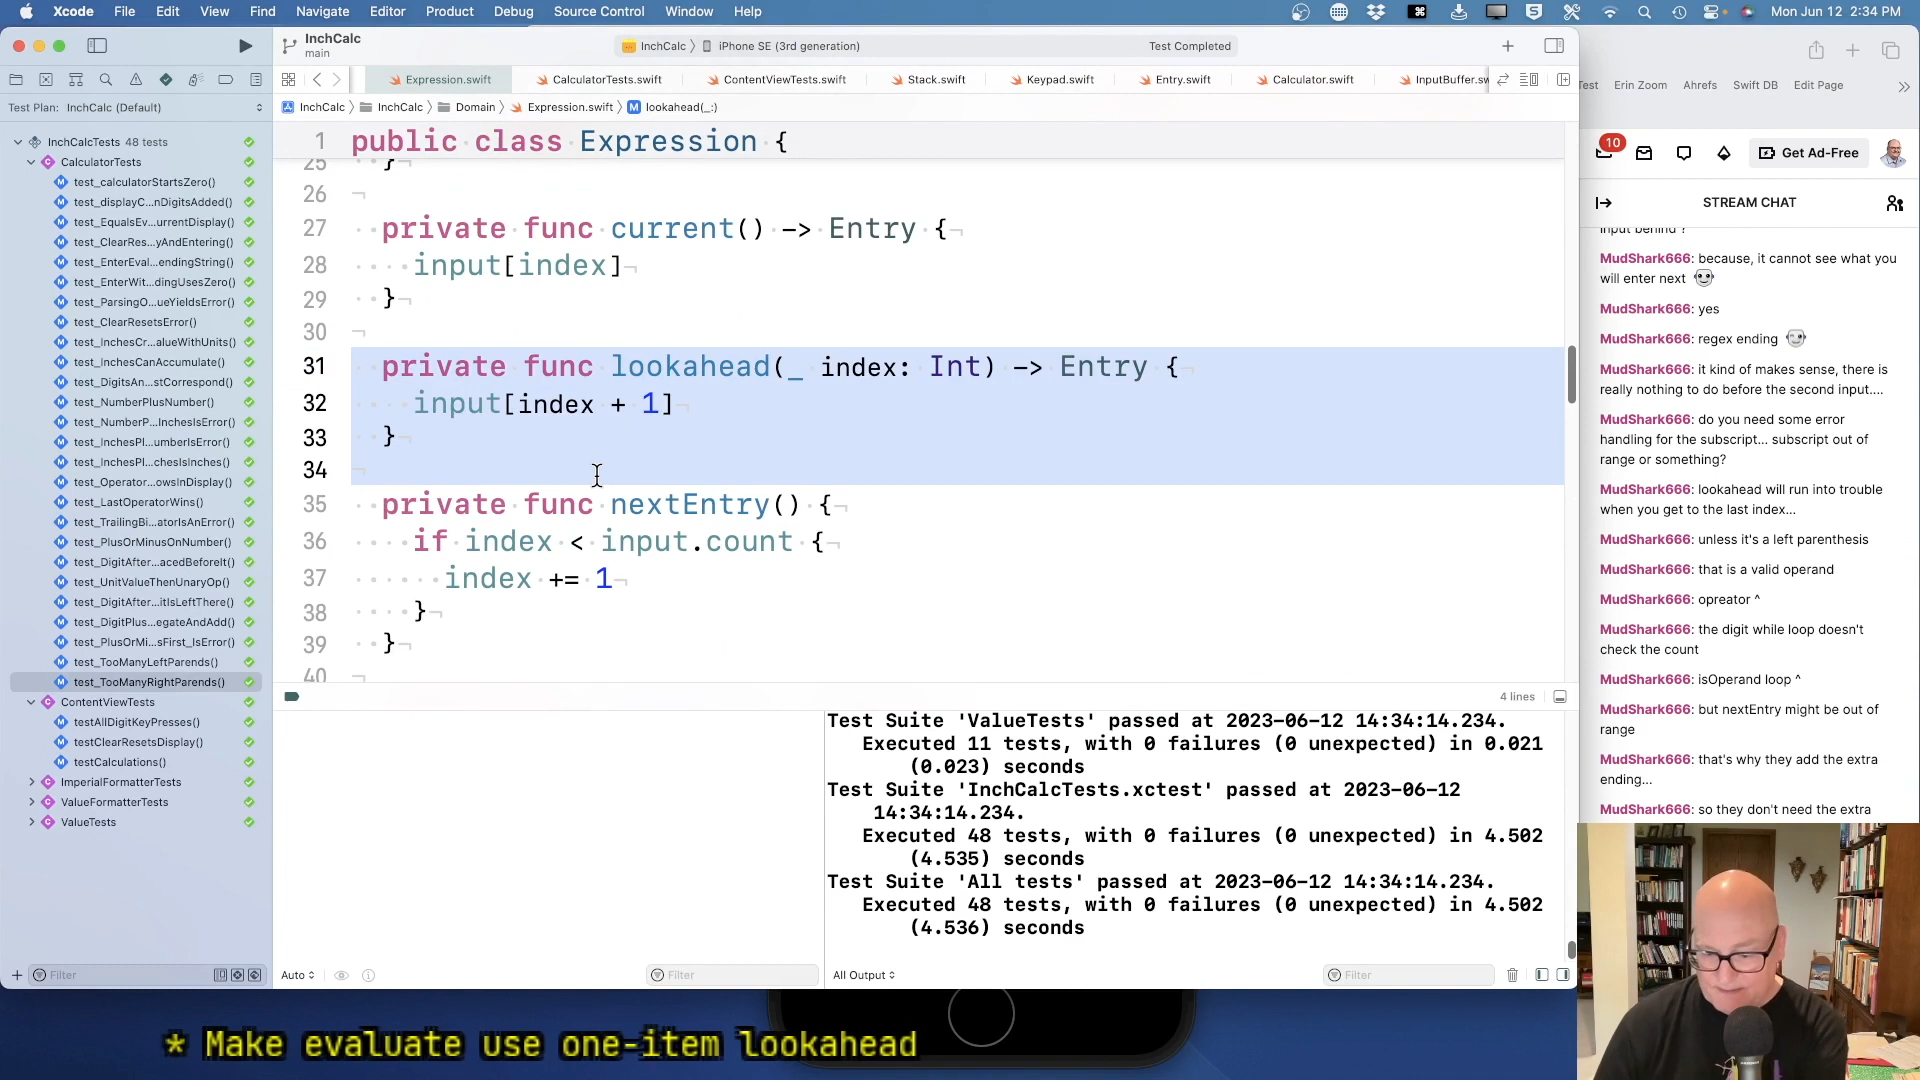 Xcode File Edit View Find Navigate Editor Product Debug Source Control Window Help Mon Jun 12 2:34 PM
InchCalc
main
InchCalc iPhone SE (3rd generation) Test Completed
Expression.swift CalculatorTests.swift ContentViewTests.swift Stack.swift Keypad.swift Entry.swift Calculator.swift InputBuffer.sw
Test Plan: InchCalc (Default)
InchCalc InchCalc Domain Expression.swift M lookahead(_:)
InchCalcTests 48 tests
CalculatorTests
test_calculatorStartsZero()
test_displayC...nDigitsAdded()
test_EqualsEv...urrentDisplay()
test_ClearRes...yAndEntering()
test_EnterEval...endingString()
test_EnterWit...dingUsesZero()
test_ParsingO...ueYieldsError()
test_ClearResetsError()
test_InchesCr...alueWithUnits()
test_InchesCanAccumulate()
test_DigitsAn...stCorrespond()
test_NumberPlusNumber()
test_NumberP...InchesIsError()
test_InchesPl...umberIsError()
test_InchesPl...chesIsInches()
test_Operator...owsInDisplay()
test_LastOperatorWins()
test_TrailingBi...atorIsAnError()
test_PlusOrMinusOnNumber()
test_DigitAfter...acedBeforeIt()
test_UnitValueThenUnaryOp()
test_DigitAfter...itIsLeftThere()
test_DigitPlus...egateAndAdd()
test_PlusOrMi...sFirst_IsError()
test_TooManyLeftParends()
test_TooManyRightParends()
ContentViewTests
testAllDigitKeyPresses()
testClearResetsDisplay()
testCalculations()
ImperialFormatterTests
ValueFormatterTests
ValueTests
Filter
1 public class Expression {
25 }
26
27 private func current() -> Entry {
28 input[index]
29 }
30
31 private func lookahead(_ index: Int) -> Entry {
32 input[index + 1]
33 }
34
35 private func nextEntry() {
36 if index < input.count {
37 index += 1
38 }
39 }
40
4 lines
Test Suite 'ValueTests' passed at 2023-06-12 14:34:14.234.
Executed 11 tests, with 0 failures (0 unexpected) in 0.021
(0.023) seconds
Test Suite 'InchCalcTests.xctest' passed at 2023-06-12
14:34:14.234.
Executed 48 tests, with 0 failures (0 unexpected) in 4.502
(4.535) seconds
Test Suite 'All tests' passed at 2023-06-12 14:34:14.234.
Executed 48 tests, with 0 failures (0 unexpected) in 4.502
(4.536) seconds
Auto Filter All Output Filter
* Make evaluate use one-item lookahead
Test Erin Zoom Ahrefs Swift DB Edit Page
10 Get Ad-Free
STREAM CHAT
input behind ?
MudShark666: because, it cannot see what you
will enter next
MudShark666: yes
MudShark666: regex ending
MudShark666: it kind of makes sense, there is
really nothing to do before the second input....
MudShark666: do you need some error
handling for the subscript... subscript out of
range or something?
MudShark666: lookahead will run into trouble
when you get to the last index...
MudShark666: unless it's a left parenthesis
MudShark666: that is a valid operand
MudShark666: opreator ^
MudShark666: the digit while loop doesn't
check the count
MudShark666: isOperand loop ^
MudShark666: but nextEntry might be out of
range
MudShark666: that's why they add the extra
ending...
MudShark666: so they don't need the extra